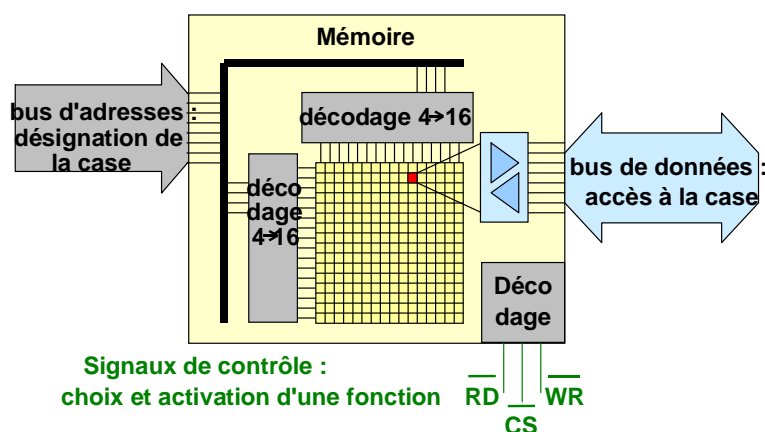 Mémoire
bus d'adresses :
désignation de
la case
décodage 4→16
déco
dage
4→16
bus de données :
accès à la case
Déco
dage
Signaux de contrôle :
choix et activation d'une fonction
RD
CS
WR